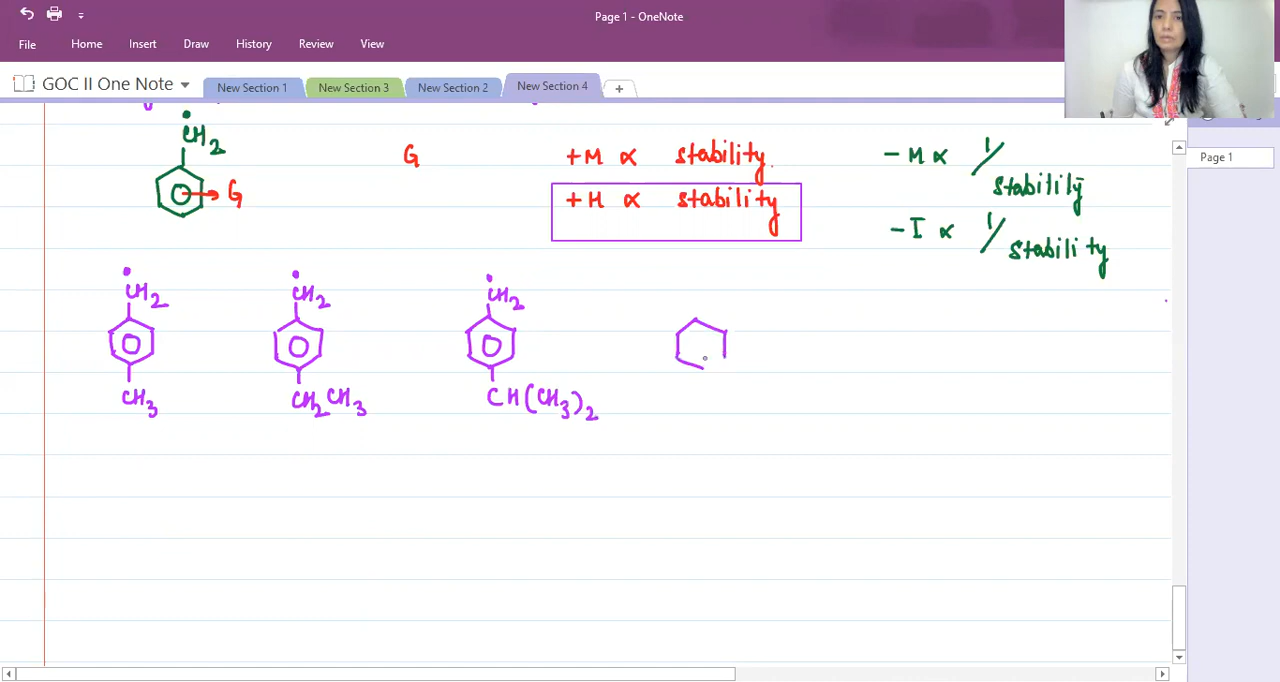 Page 1 - OneNote
File Home Insert Draw History Review View
GOC II One Note New Section 1 New Section 3 New Section 2 New Section 4 +
Page 1
ĊH2
G
G
+M ∝ stability
+H ∝ stability
-M ∝ 1/stability
-I ∝ 1/stability
ĊH2 ĊH2 ĊH2
CH3 CH2CH3 CH(CH3)2